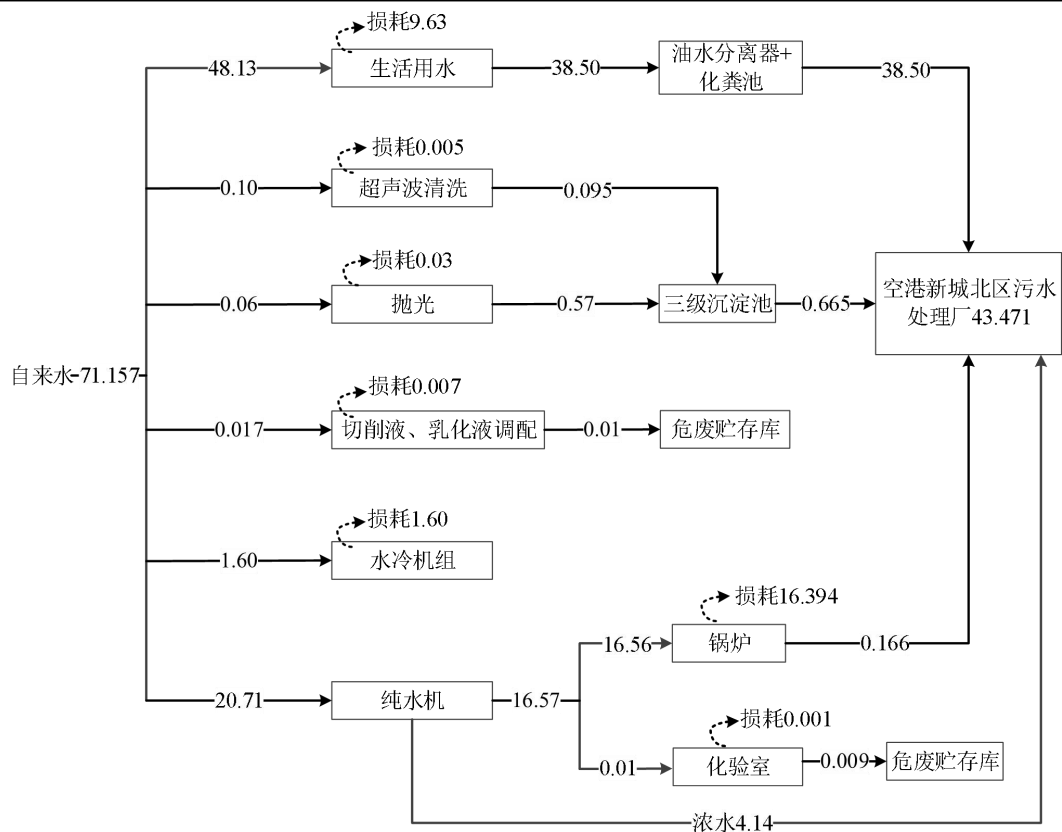 损耗9.63
48.13
生活用水
38.50
油水分离器+
化粪池
38.50
损耗0.005
0.10
超声波清洗
0.095
损耗0.03
0.06
抛光
0.57
三级沉淀池
0.665
空港新城北区污水
处理厂43.471
自来水
71.157
损耗0.007
0.017
切削液、乳化液调配
0.01
危废贮存库
损耗1.60
1.60
水冷机组
损耗16.394
16.56
锅炉
0.166
20.71
纯水机
16.57
损耗0.001
0.01
化验室
0.009
危废贮存库
浓水4.14